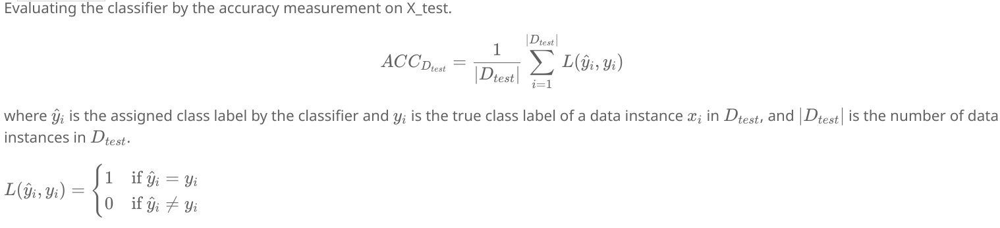 Evaluating the classifier by the accuracy measurement on X_test.
$ACC_{D_{test}} = \frac{1}{|D_{test}|} \sum_{i=1}^{|D_{test}|} L(\hat{y}_i, y_i)$
where $\hat{y}_i$ is the assigned class label by the classifier and $y_i$ is the true class label of a data instance $x_i$ in $D_{test}$, and $|D_{test}|$ is the number of data
instances in $D_{test}$.
$L(\hat{y}_i, y_i) = \begin{cases} 1 & \text{if } \hat{y}_i = y_i \\ 0 & \text{if } \hat{y}_i \neq y_i \end{cases}$